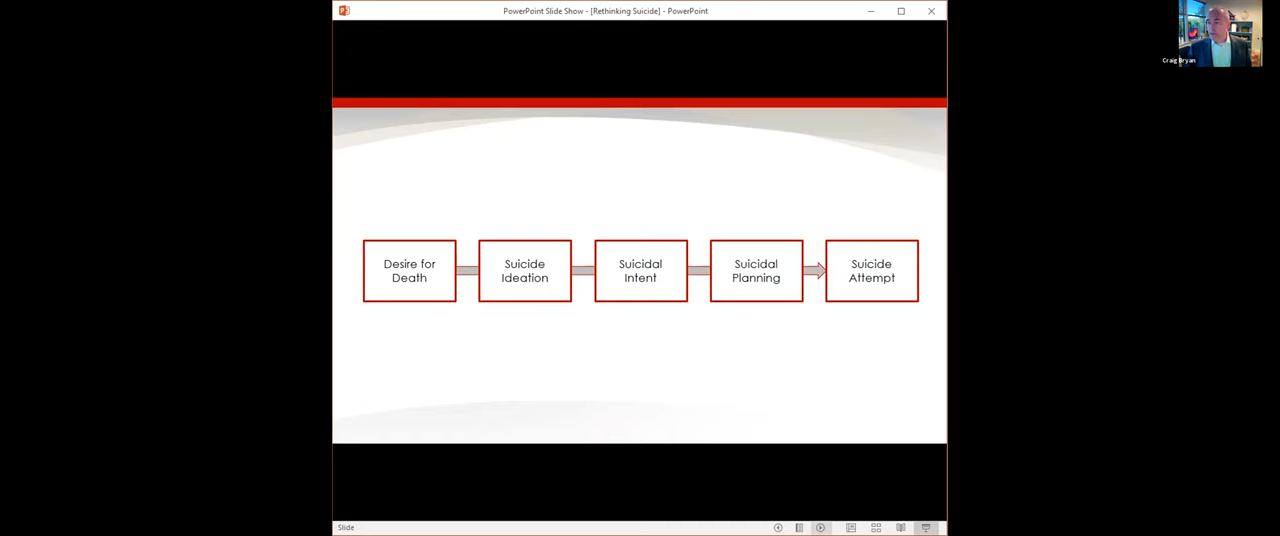 PowerPoint Slide Show - [Rethinking Suicide] - PowerPoint
Craig Bryan
Desire for
Death
Suicide
Ideation
Suicidal
Intent
Suicidal
Planning
Suicide
Attempt
Slide